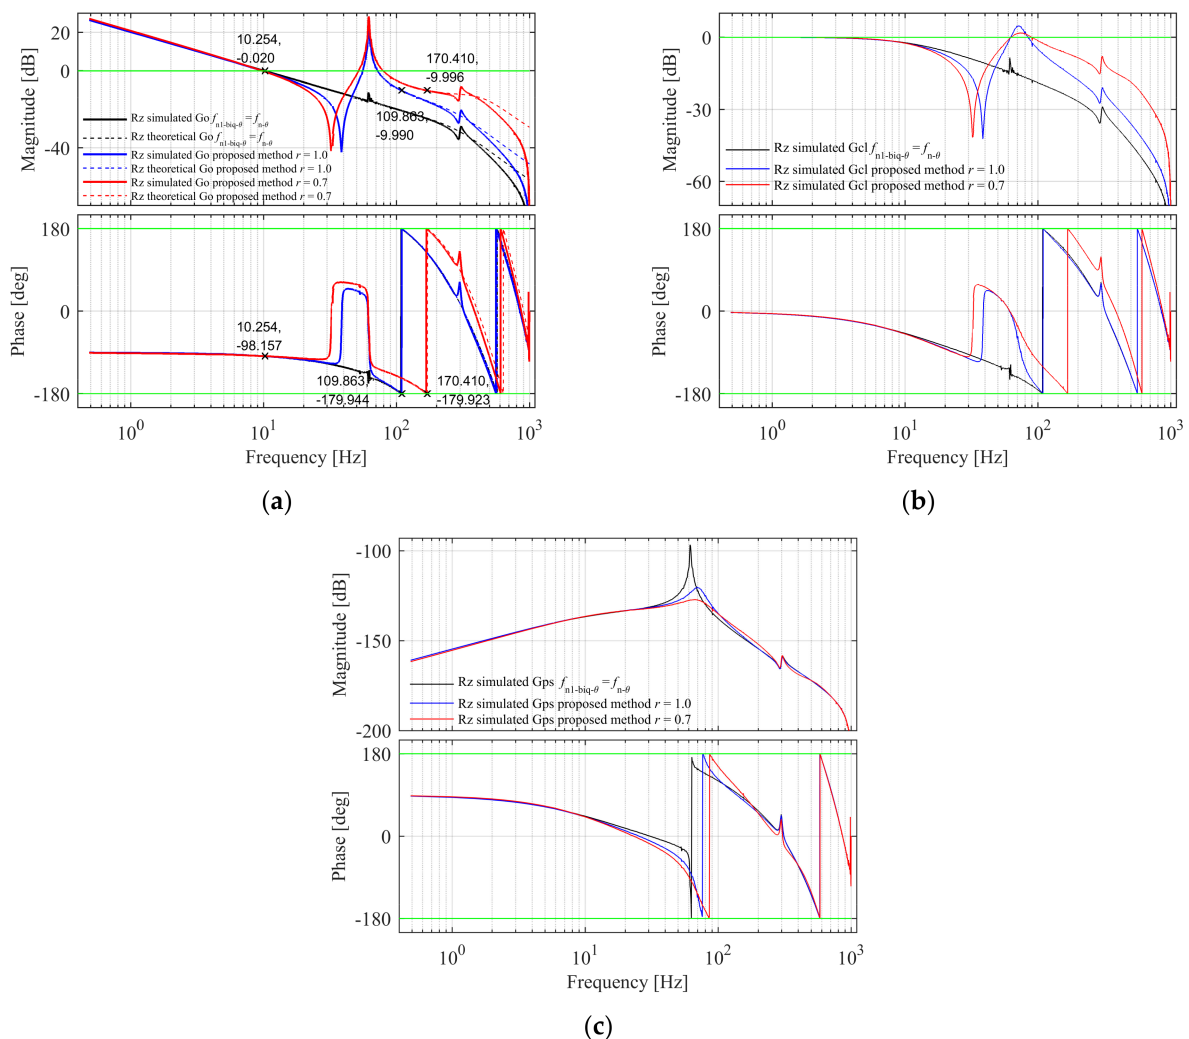 20
0
-40
Magnitude [dB]
10.254,
-0.020
170.410,
-9.996
109.863,
-9.990
Rz simulated Go f_n1-biq-θ = f_n-θ
Rz theoretical Go f_n1-biq-θ = f_n-θ
Rz simulated Go proposed method r = 1.0
Rz theoretical Go proposed method r = 1.0
Rz simulated Go proposed method r = 0.7
Rz theoretical Go proposed method r = 0.7
180
0
-180
Phase [deg]
10.254,
-98.157
109.863,
-179.944
170.410,
-179.923
10^0 10^1 10^2 10^3
Frequency [Hz]
(a)
0
-30
-60
Magnitude [dB]
Rz simulated Gcl f_n1-biq-θ = f_n-θ
Rz simulated Gcl proposed method r = 1.0
Rz simulated Gcl proposed method r = 0.7
180
0
-180
Phase [deg]
10^0 10^1 10^2 10^3
Frequency [Hz]
(b)
-100
-150
-200
Magnitude [dB]
Rz simulated Gps f_n1-biq-θ = f_n-θ
Rz simulated Gps proposed method r = 1.0
Rz simulated Gps proposed method r = 0.7
180
0
-180
Phase [deg]
10^0 10^1 10^2 10^3
Frequency [Hz]
(c)